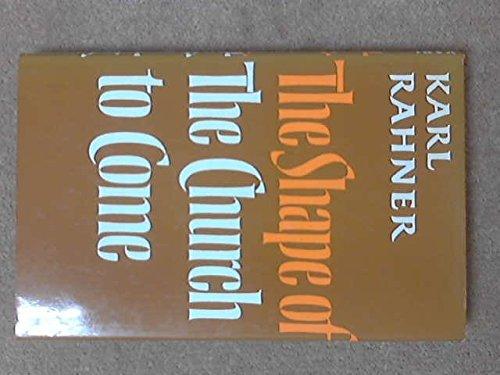 KARL
RAHNER
The Shape of
The Church
to Come